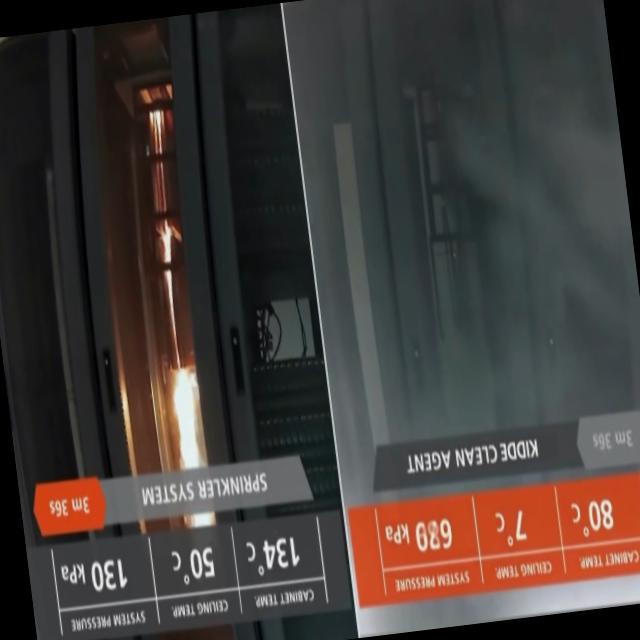 CABINET TEMP. CEILING TEMP. SYSTEM PRESSURE
80°C 7°C kPa
3m 36s KIDDE CLEAN AGENT
CABINET TEMP. CEILING TEMP. SYSTEM PRESSURE
134°C 50°C 130 kPa
SPRINKLER SYSTEM 3m 36s